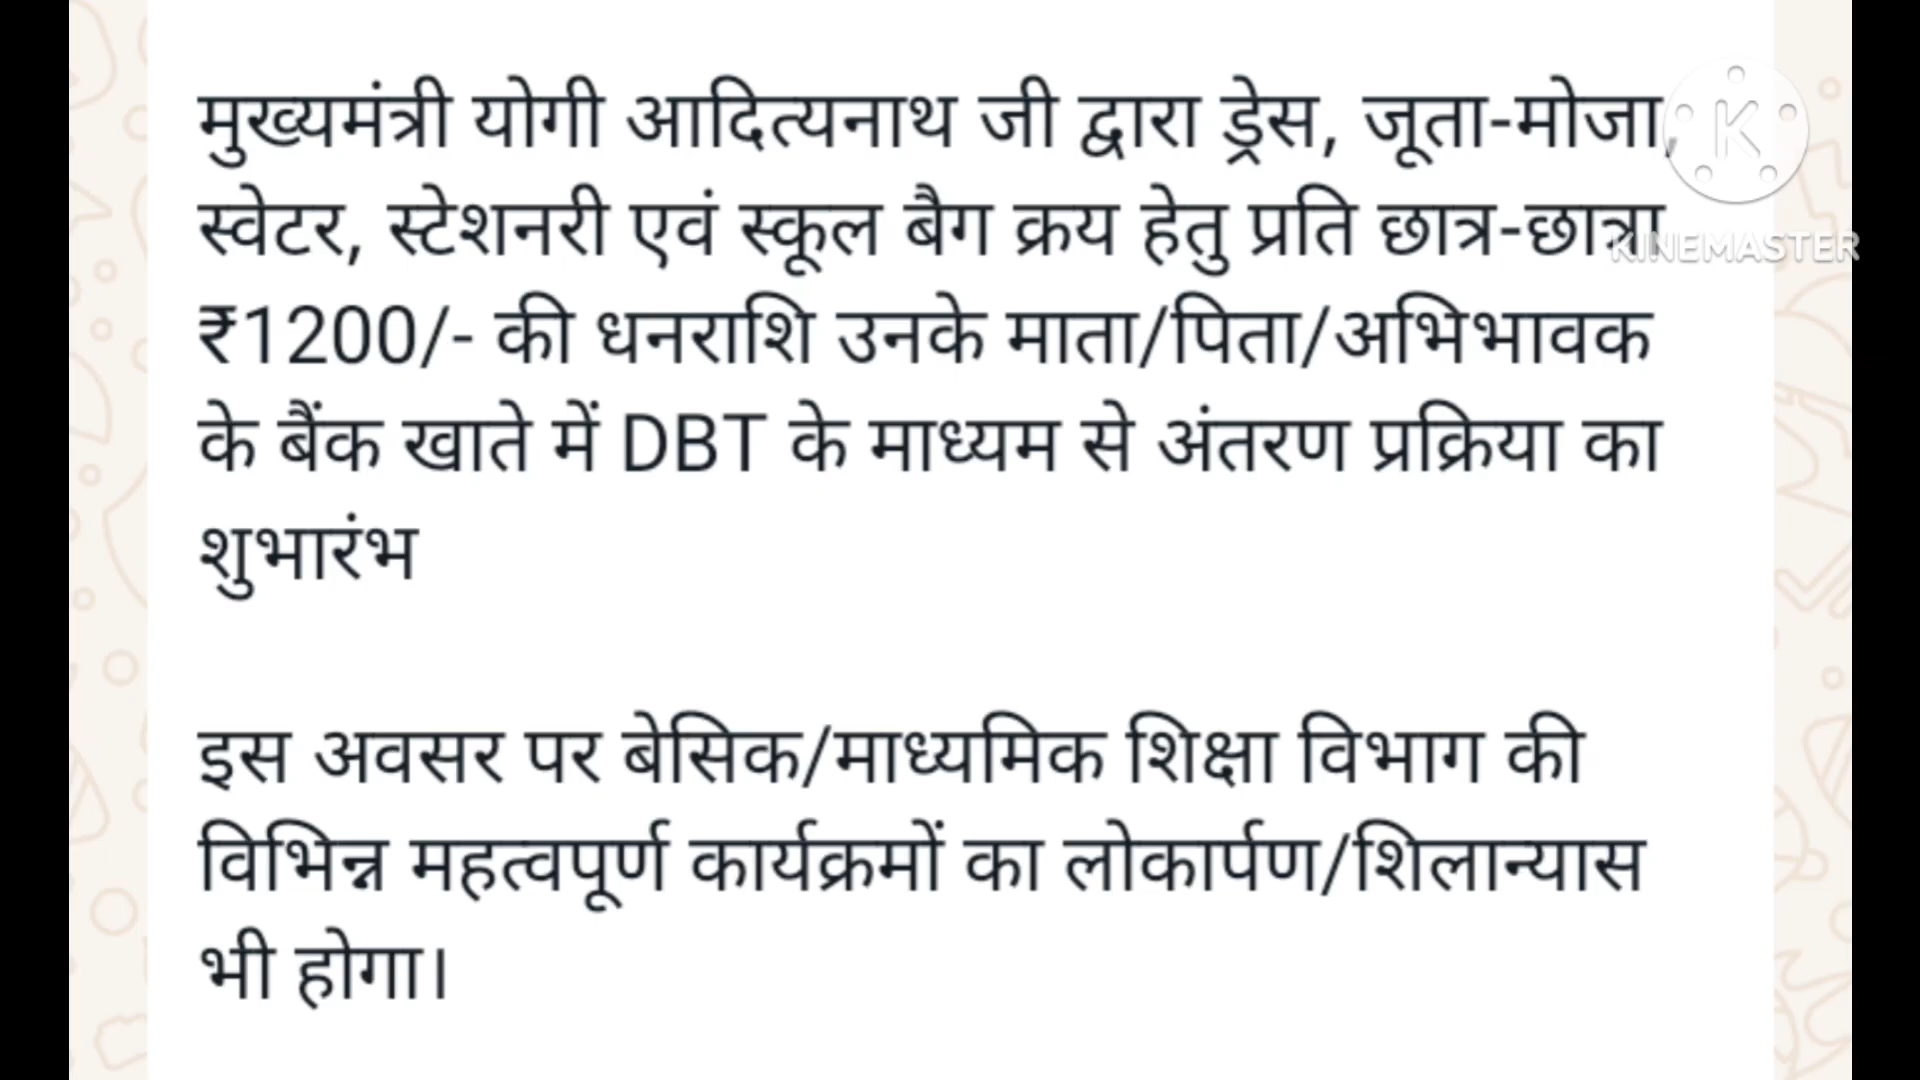 मुख्यमंत्री योगी आदित्यनाथ जी द्वारा ड्रेस, जूता-मोजा,
स्वेटर, स्टेशनरी एवं स्कूल बैग क्रय हेतु प्रति छात्र-छात्रा
₹1200/- की धनराशि उनके माता/पिता/अभिभावक
के बैंक खाते में DBT के माध्यम से अंतरण प्रक्रिया का
शुभारंभ
इस अवसर पर बेसिक/माध्यमिक शिक्षा विभाग की
विभिन्न महत्वपूर्ण कार्यक्रमों का लोकार्पण/शिलान्यास
भी होगा।
K
KINEMASTER